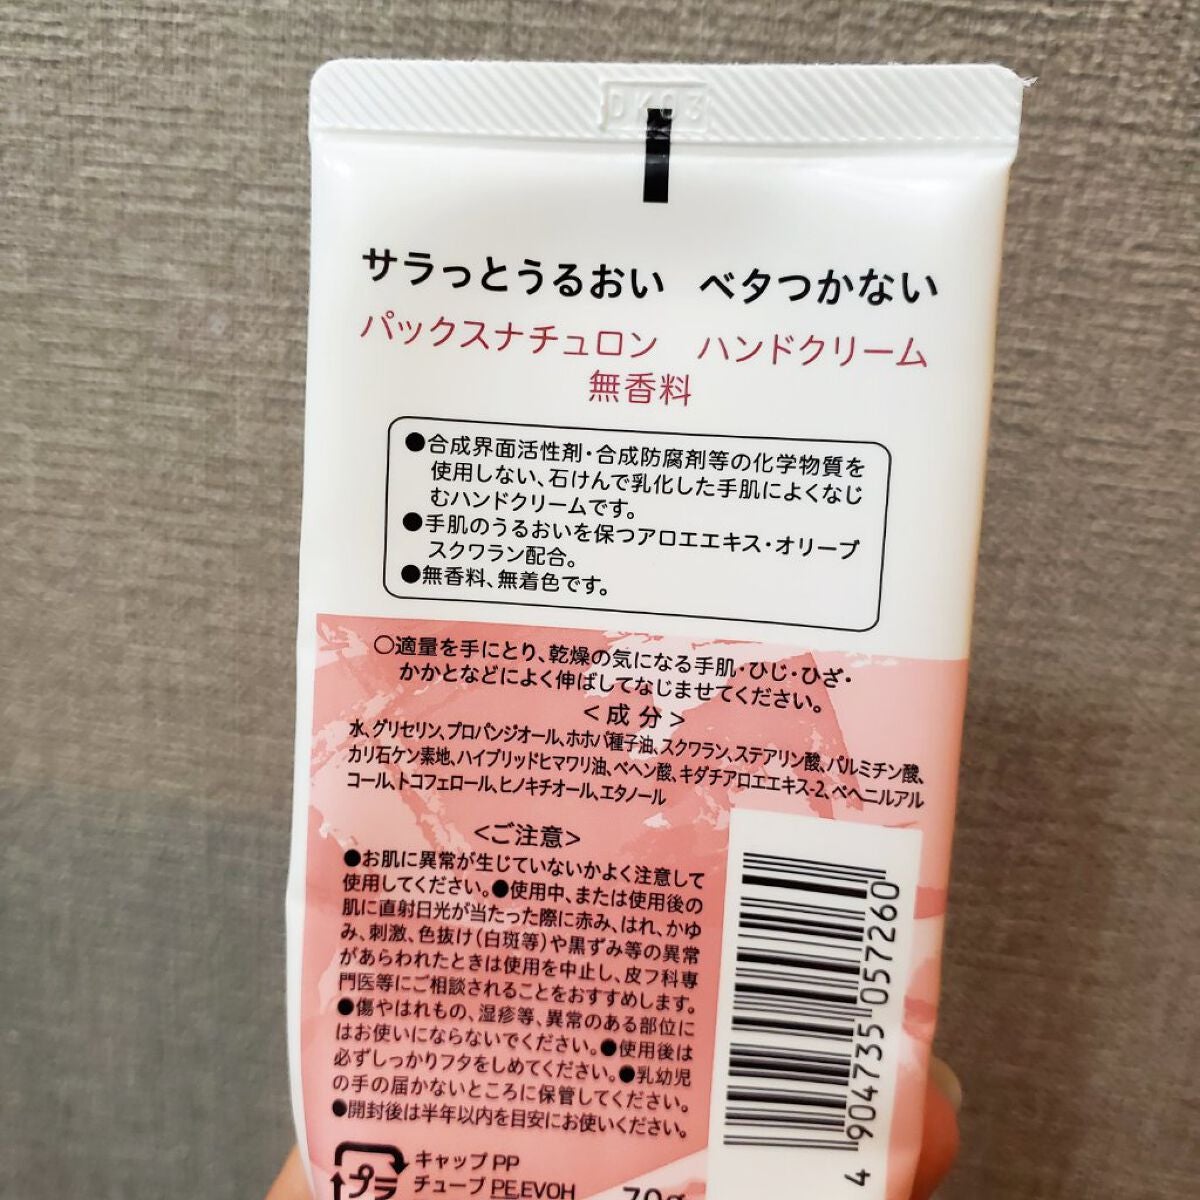 DK03
サラっとうるおい ベタつかない
パックスナチュロン ハンドクリーム
無香料
●合成界面活性剤・合成防腐剤等の化学物質を
使用しない、石けんで乳化した手肌によくなじ
むハンドクリームです。
●手肌のうるおいを保つアロエエキス・オリーブ
スクワラン配合。
●無香料、無着色です。
○適量を手にとり、乾燥の気になる手肌・ひじ・ひざ・
かかとなどによく伸ばしてなじませてください。
<成分>
水、グリセリン、プロパンジオール、ホホバ種子油、スクワラン、ステアリン酸、パルミチン酸、
カリ石ケン素地、ハイブリッドヒマワリ油、ベヘン酸、キダチアロエエキス-2、ベヘニルアル
コール、トコフェロール、ヒノキチオール、エタノール
<ご注意>
●お肌に異常が生じていないかよく注意して
使用してください。●使用中、または使用後の
肌に直射日光が当たった際に赤み、はれ、かゆ
み、刺激、色抜け(白斑等)や黒ずみ等の異常
があらわれたときは使用を中止し、皮フ科専
門医等にご相談されることをおすすめします。
●傷やはれもの、湿疹等、異常のある部位に
はお使いにならないでください。●使用後は
必ずしっかりフタをしめてください。●乳幼児
の手の届かないところに保管してください。
●開封後は半年以内を目安にお使いください。
4904735057260
プラ
キャップ PP
チューブ PE,EVOH
70g